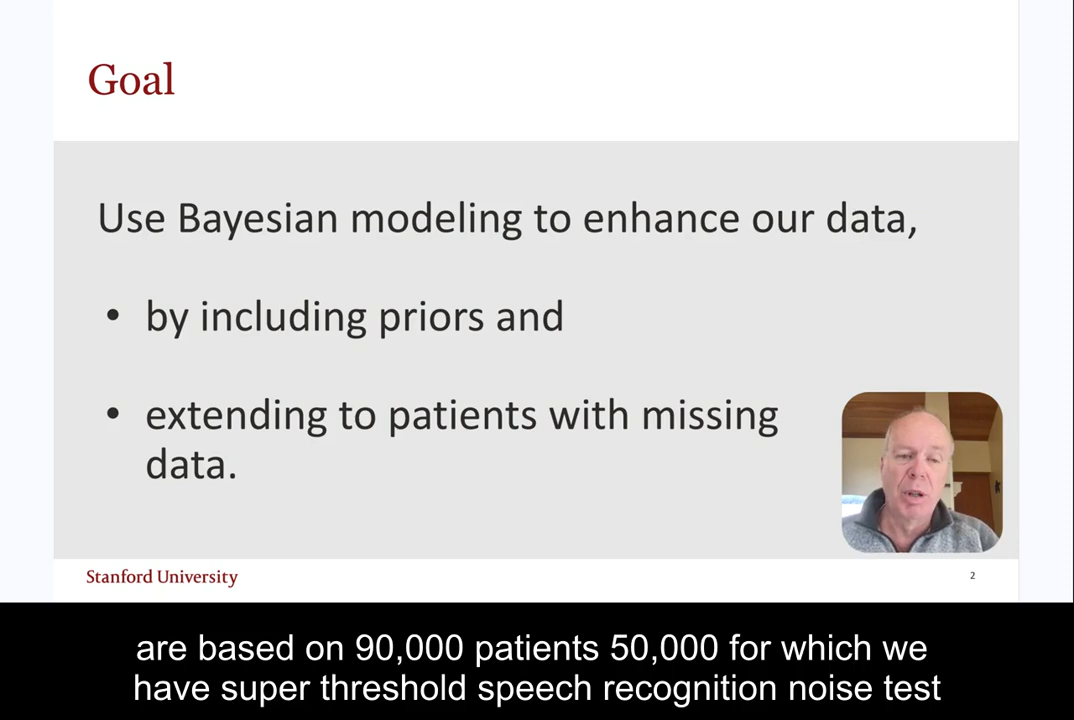 Goal
Use Bayesian modeling to enhance our data,
• by including priors and
• extending to patients with missing
data.
Stanford University
2
are based on 90,000 patients 50,000 for which we
have super threshold speech recognition noise test